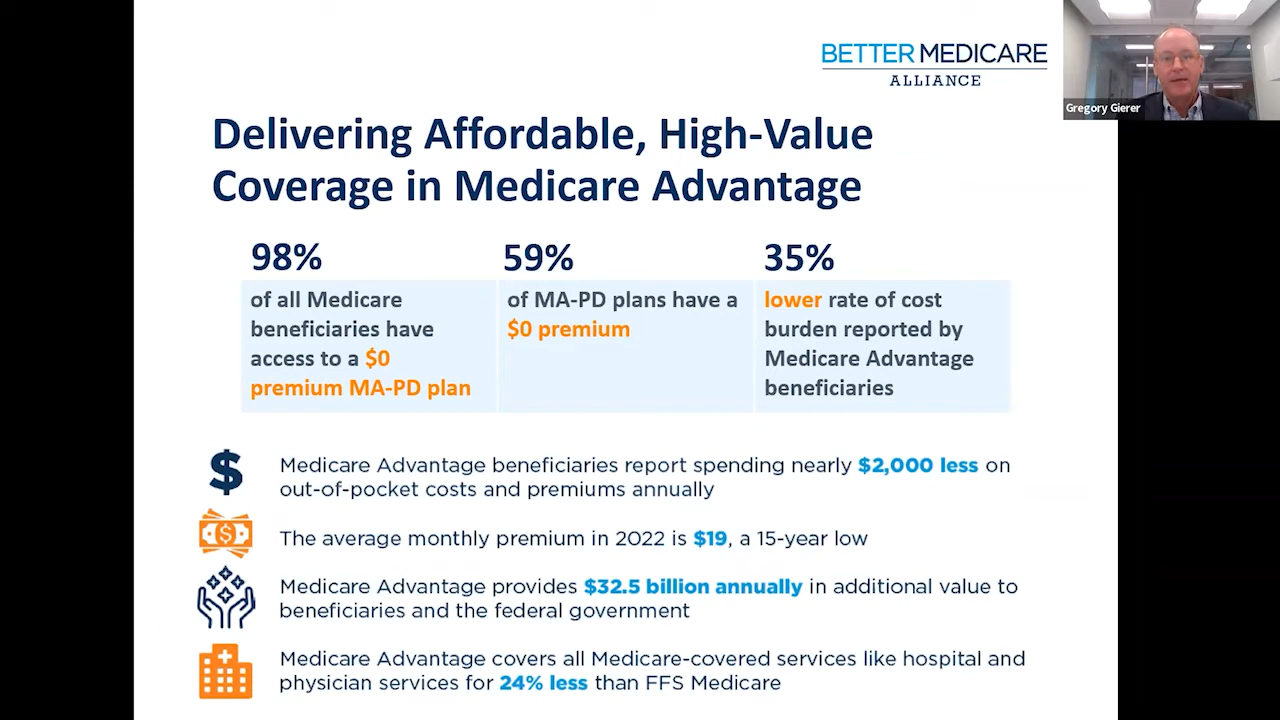 BETTER MEDICARE
ALLIANCE
Gregory Gierer
Delivering Affordable, High-Value
Coverage in Medicare Advantage
98%
of all Medicare
beneficiaries have
access to a $0
premium MA-PD plan
59%
of MA-PD plans have a
$0 premium
35%
lower rate of cost
burden reported by
Medicare Advantage
beneficiaries
$
Medicare Advantage beneficiaries report spending nearly $2,000 less on
out-of-pocket costs and premiums annually
$
The average monthly premium in 2022 is $19, a 15-year low
Medicare Advantage provides $32.5 billion annually in additional value to
beneficiaries and the federal government
Medicare Advantage covers all Medicare-covered services like hospital and
physician services for 24% less than FFS Medicare